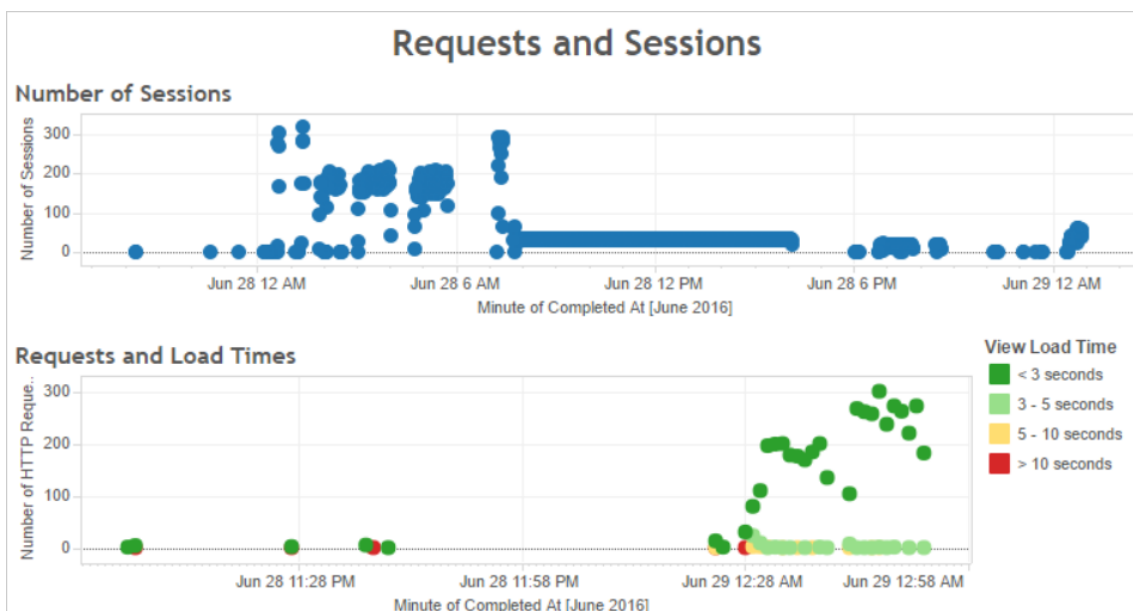 Requests and Sessions
Number of Sessions
Number of Sessions
300
200
100
0
Jun 28 12 AM
Jun 28 6 AM
Jun 28 12 PM
Jun 28 6 PM
Jun 29 12 AM
Minute of Completed At [June 2016]
Requests and Load Times
Number of HTTP Reque..
300
200
100
0
Jun 28 11:28 PM
Jun 28 11:58 PM
Jun 29 12:28 AM
Jun 29 12:58 AM
Minute of Completed At [June 2016]
View Load Time
< 3 seconds
3 - 5 seconds
5 - 10 seconds
> 10 seconds